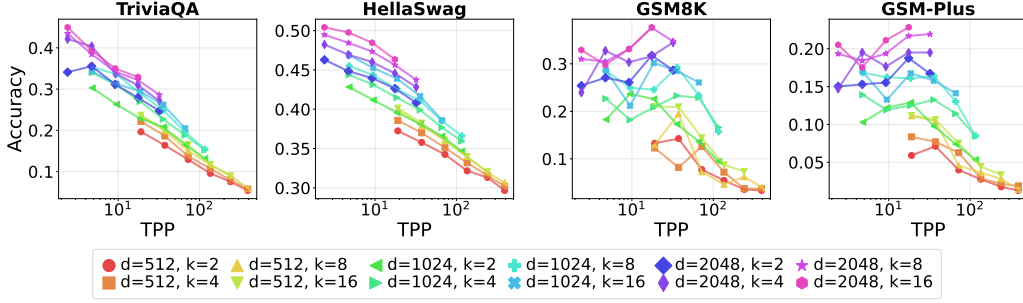 TriviaQA HellaSwag GSM8K GSM-Plus
Accuracy
0.4 0.3 0.2 0.1
0.50 0.45 0.40 0.35 0.30
0.3 0.2 0.1
0.20 0.15 0.10 0.05
10¹ 10² 10¹ 10² 10¹ 10² 10¹ 10²
TPP TPP TPP TPP
d=512, k=2 d=512, k=8 d=1024, k=2 d=1024, k=8 d=2048, k=2 d=2048, k=8
d=512, k=4 d=512, k=16 d=1024, k=4 d=1024, k=16 d=2048, k=4 d=2048, k=16